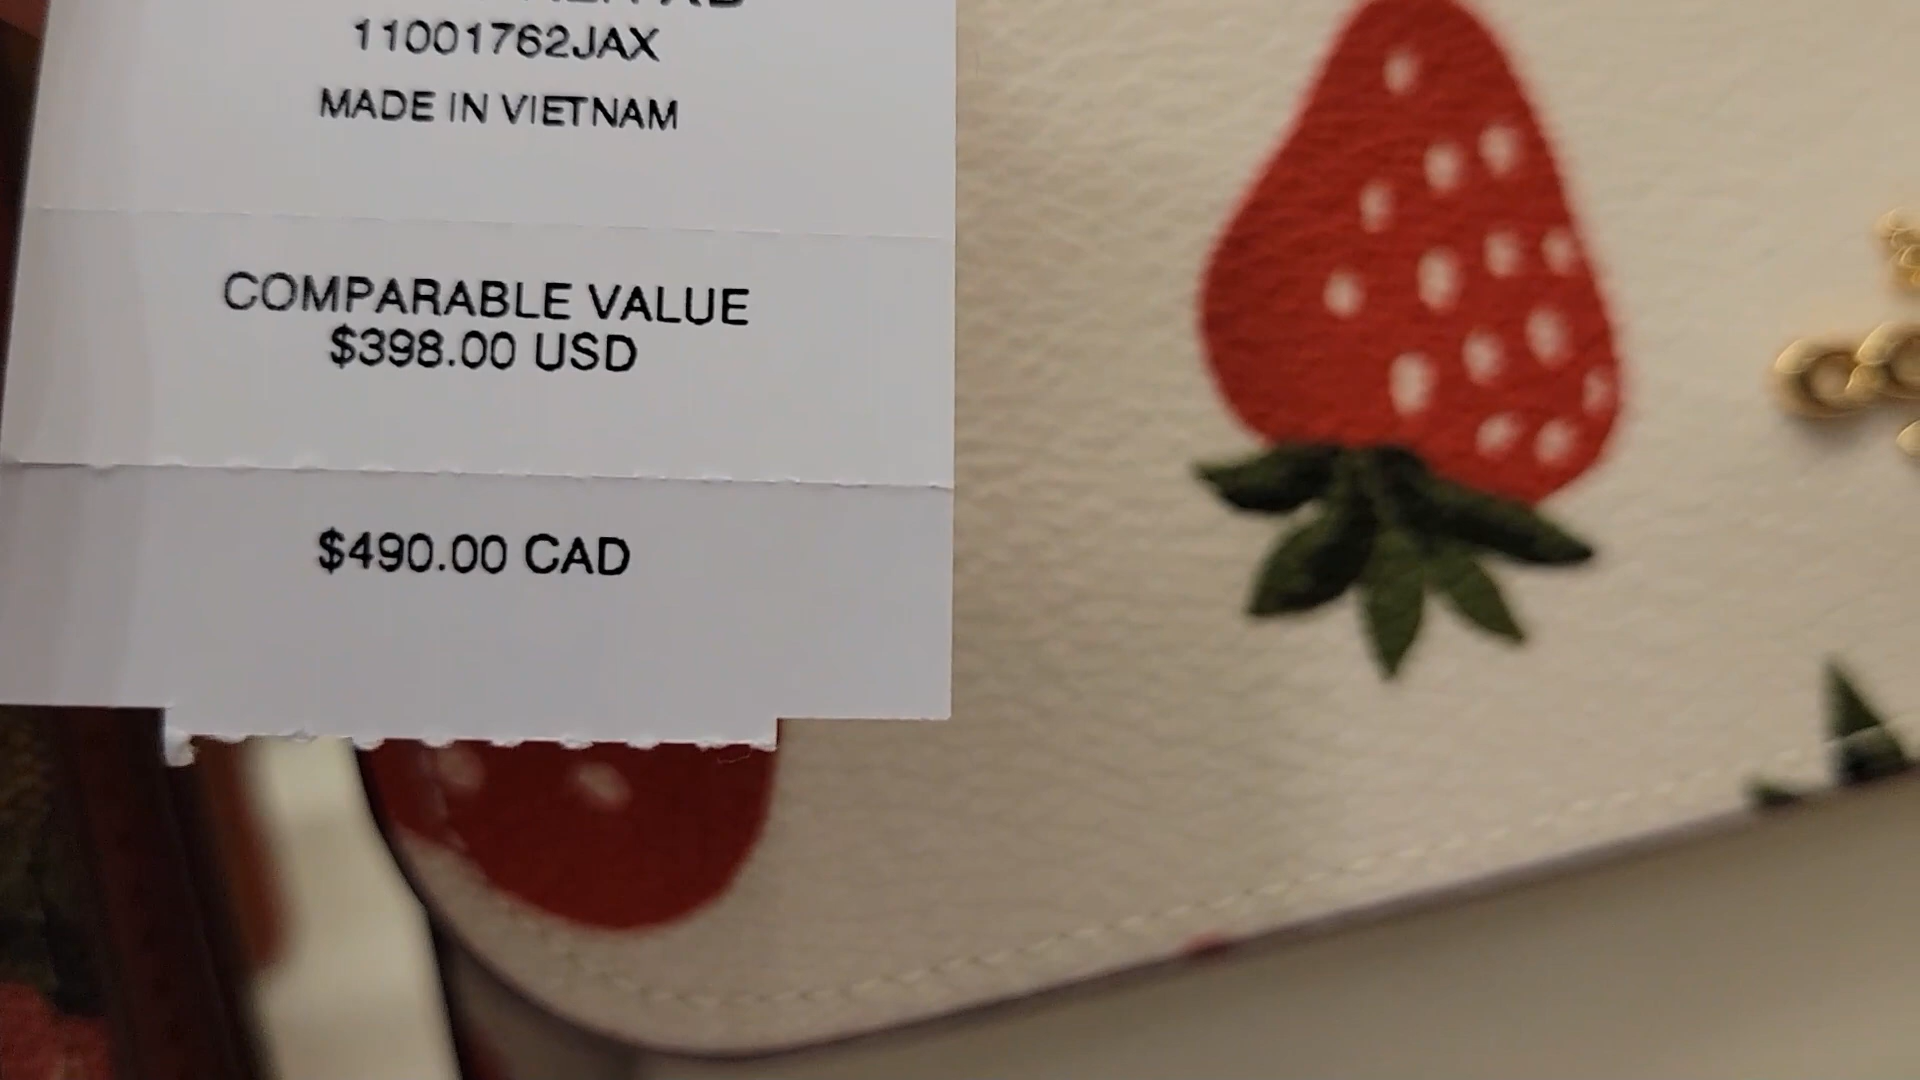 11001762JAX
MADE IN VIETNAM
COMPARABLE VALUE
$398.00 USD
$490.00 CAD